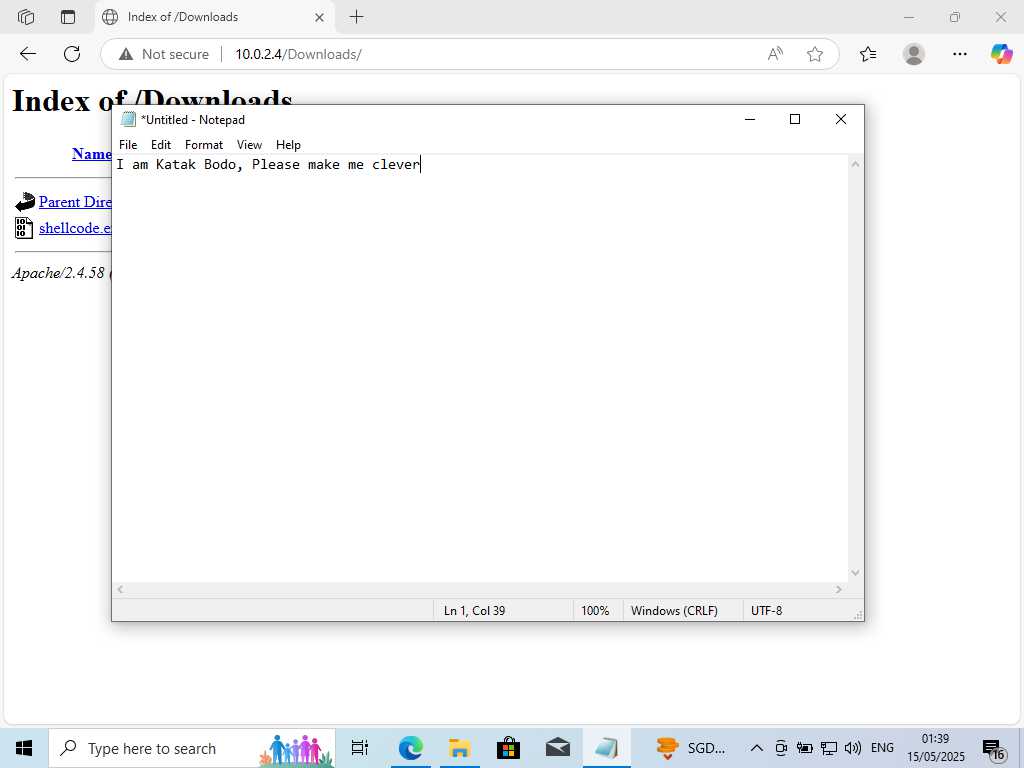 Index of /Downloads
Not secure
10.0.2.4/Downloads/
Index of /Downloads
*Untitled - Notepad
File Edit Format View Help
I am Katak Bodo, Please make me clever
Name
Parent Dire
shellcode.e
Apache/2.4.58 (
Ln 1, Col 39
100%
Windows (CRLF)
UTF-8
Type here to search
SGD...
ENG
01:39
15/05/2025
16